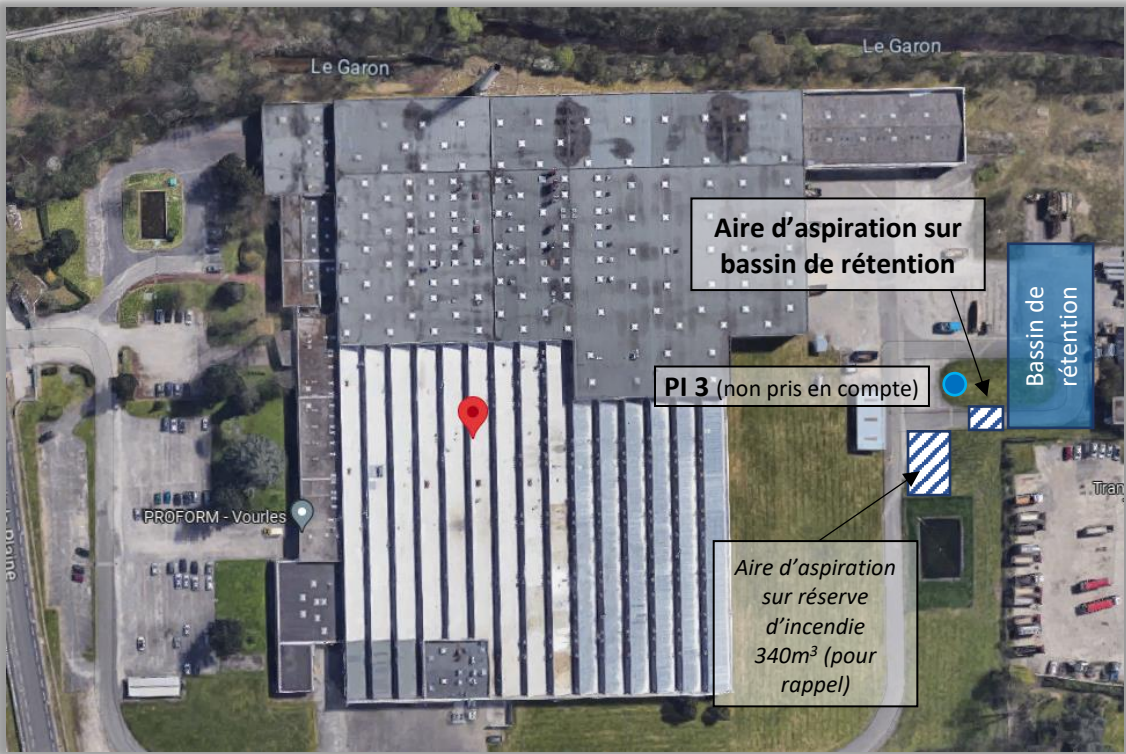 Le Garon
Le Garon
Aire d'aspiration sur
bassin de rétention
Bassin de
rétention
PI 3 (non pris en compte)
PROFORM - Vourles
Tran
Aire d'aspiration
sur réserve
d'incendie
340m³ (pour
rappel)